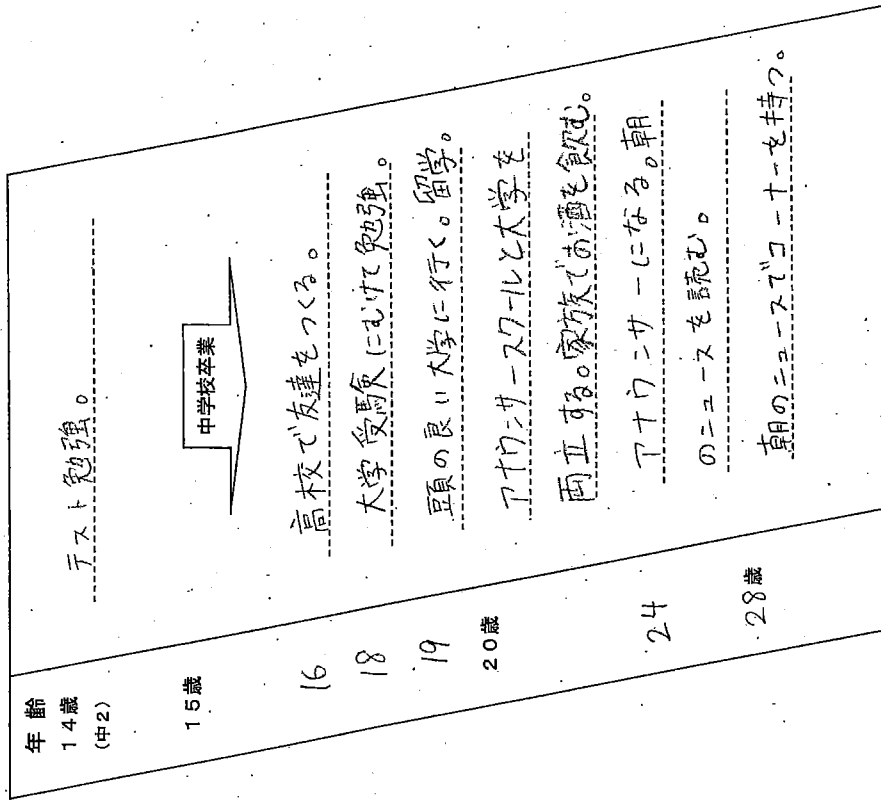 年齢
14歳
(中2)
テスト勉強。
15歳
中学校卒業
16
高校で友達をつくる。
18
大学受験にむけて勉強。
19
頭の良い大学に行く。留学。
20歳
アナウンサースクールと大学を
両立する。家族でお酒を飲む。
24
アナウンサーになる。朝
のニュースを読む。
28歳
朝のニュースでコーナーを持つ。